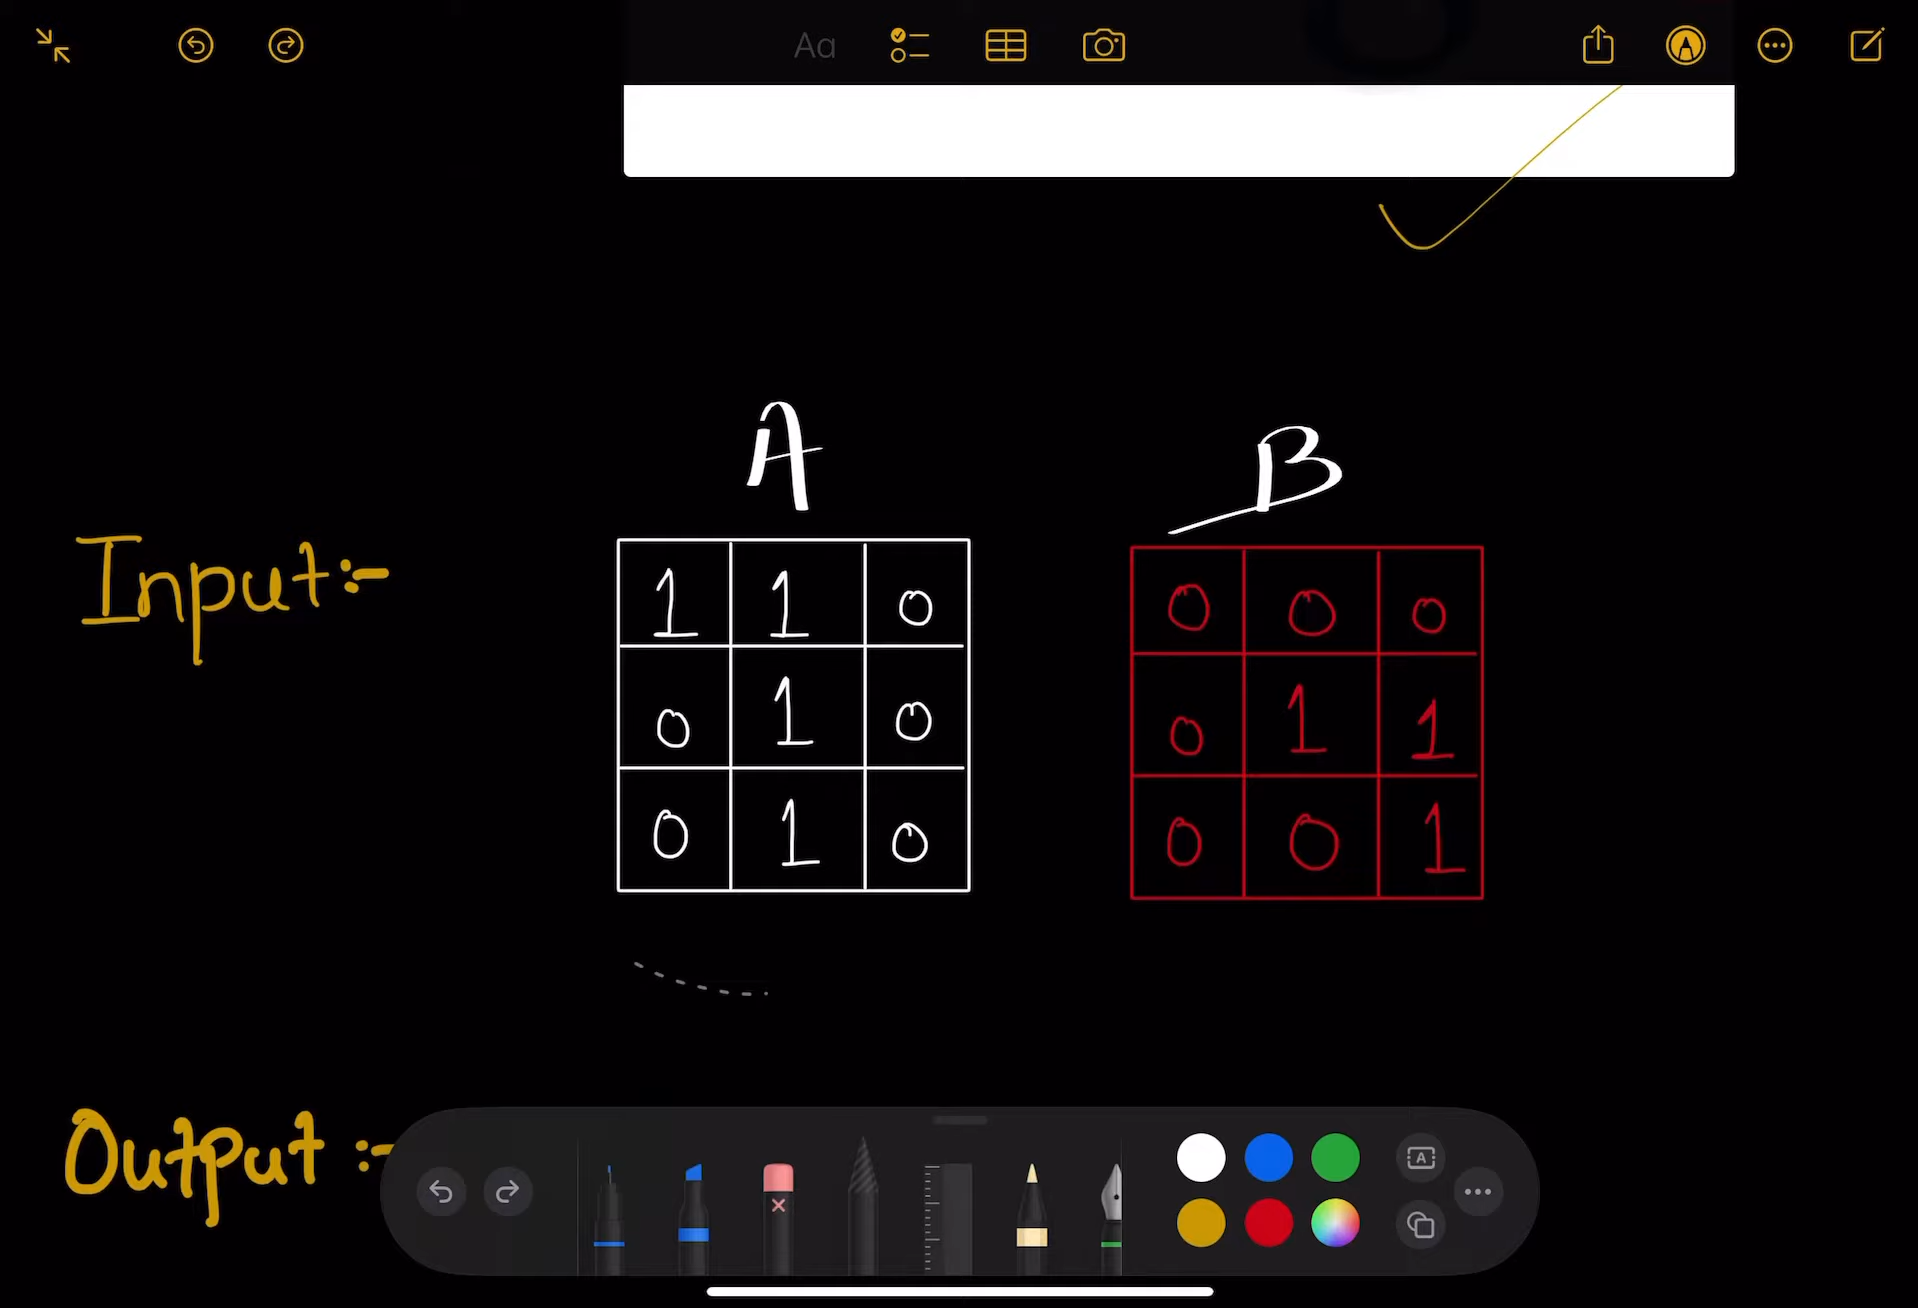 Aa
A B
Input:-
1 1 0 0 0 0
0 1 0 0 1 1
0 1 0 0 0 1
Output :-
A